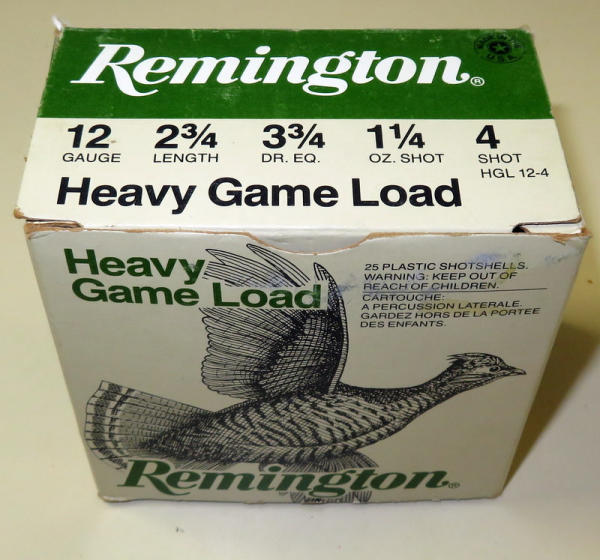 Remington®
MADE IN U.S.A.
12 2¾ 3¾ 1¼ 4
GAUGE LENGTH DR. EQ. OZ. SHOT SHOT
HGL 12-4
Heavy Game Load
Heavy
Game Load
25 PLASTIC SHOTSHELLS.
WARNING: KEEP OUT OF
REACH OF CHILDREN.
CARTOUCHE:
A PERCUSSION LATERALE.
GARDEZ HORS DE LA PORTEE
DES ENFANTS.
Remington®